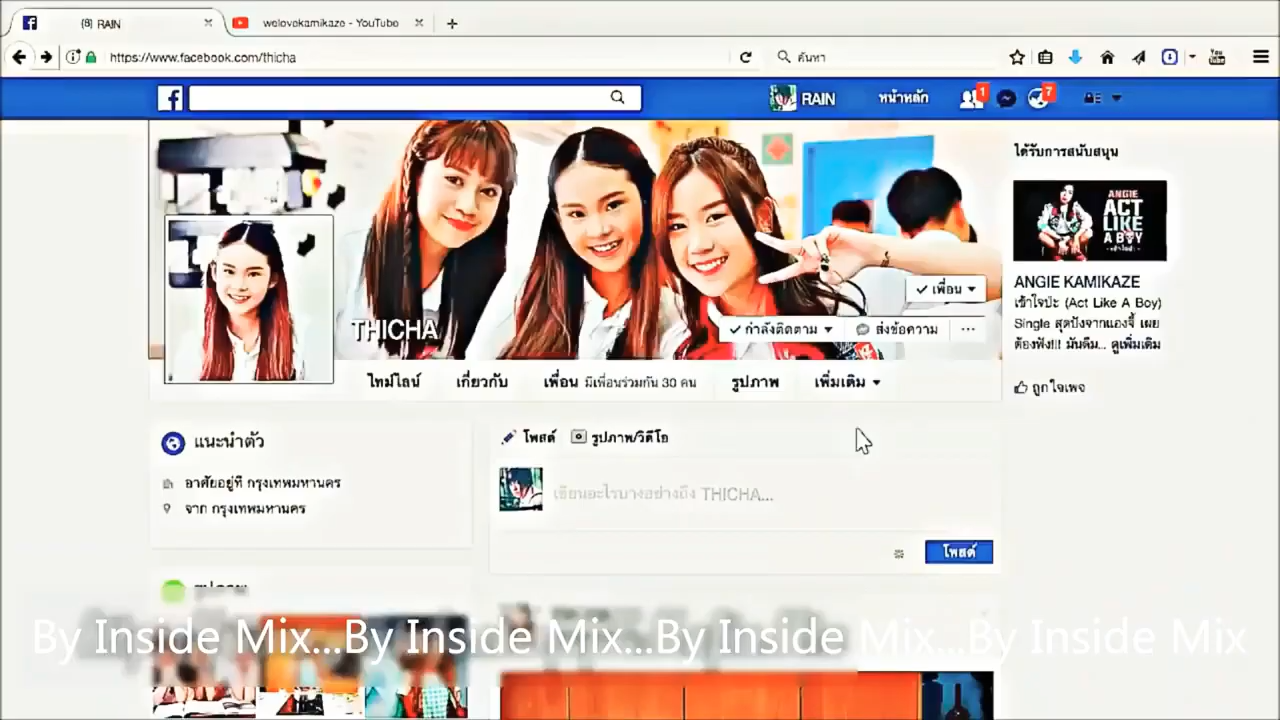 (8) RAIN
welovekamikaze - YouTube
https://www.facebook.com/thicha
ค้นหา
You Tube
RAIN
หน้าหลัก
1
7
THICHA
เพื่อน
กำลังติดตาม
ส่งข้อความ
ไทม์ไลน์
เกี่ยวกับ
เพื่อน มีเพื่อนร่วมกัน 30 คน
รูปภาพ
เพิ่มเติม
ได้รับการสนับสนุน
ANGIE
ACT
LIKE
A BOY
ANGIE KAMIKAZE
เข้าใจป่ะ (Act Like A Boy)
Single สุดปังจากแองจี้ เผย
ต้องฟัง!!! มันดีม... ดูเพิ่มเติม
ถูกใจเพจ
แนะนำตัว
อาศัยอยู่ที่ กรุงเทพมหานคร
จาก กรุงเทพมหานคร
โพสต์
รูปภาพ/วิดีโอ
เขียนอะไรบางอย่างถึง THICHA...
โพสต์
By Inside Mix...By Inside Mix...By Inside Mix...By Inside Mix